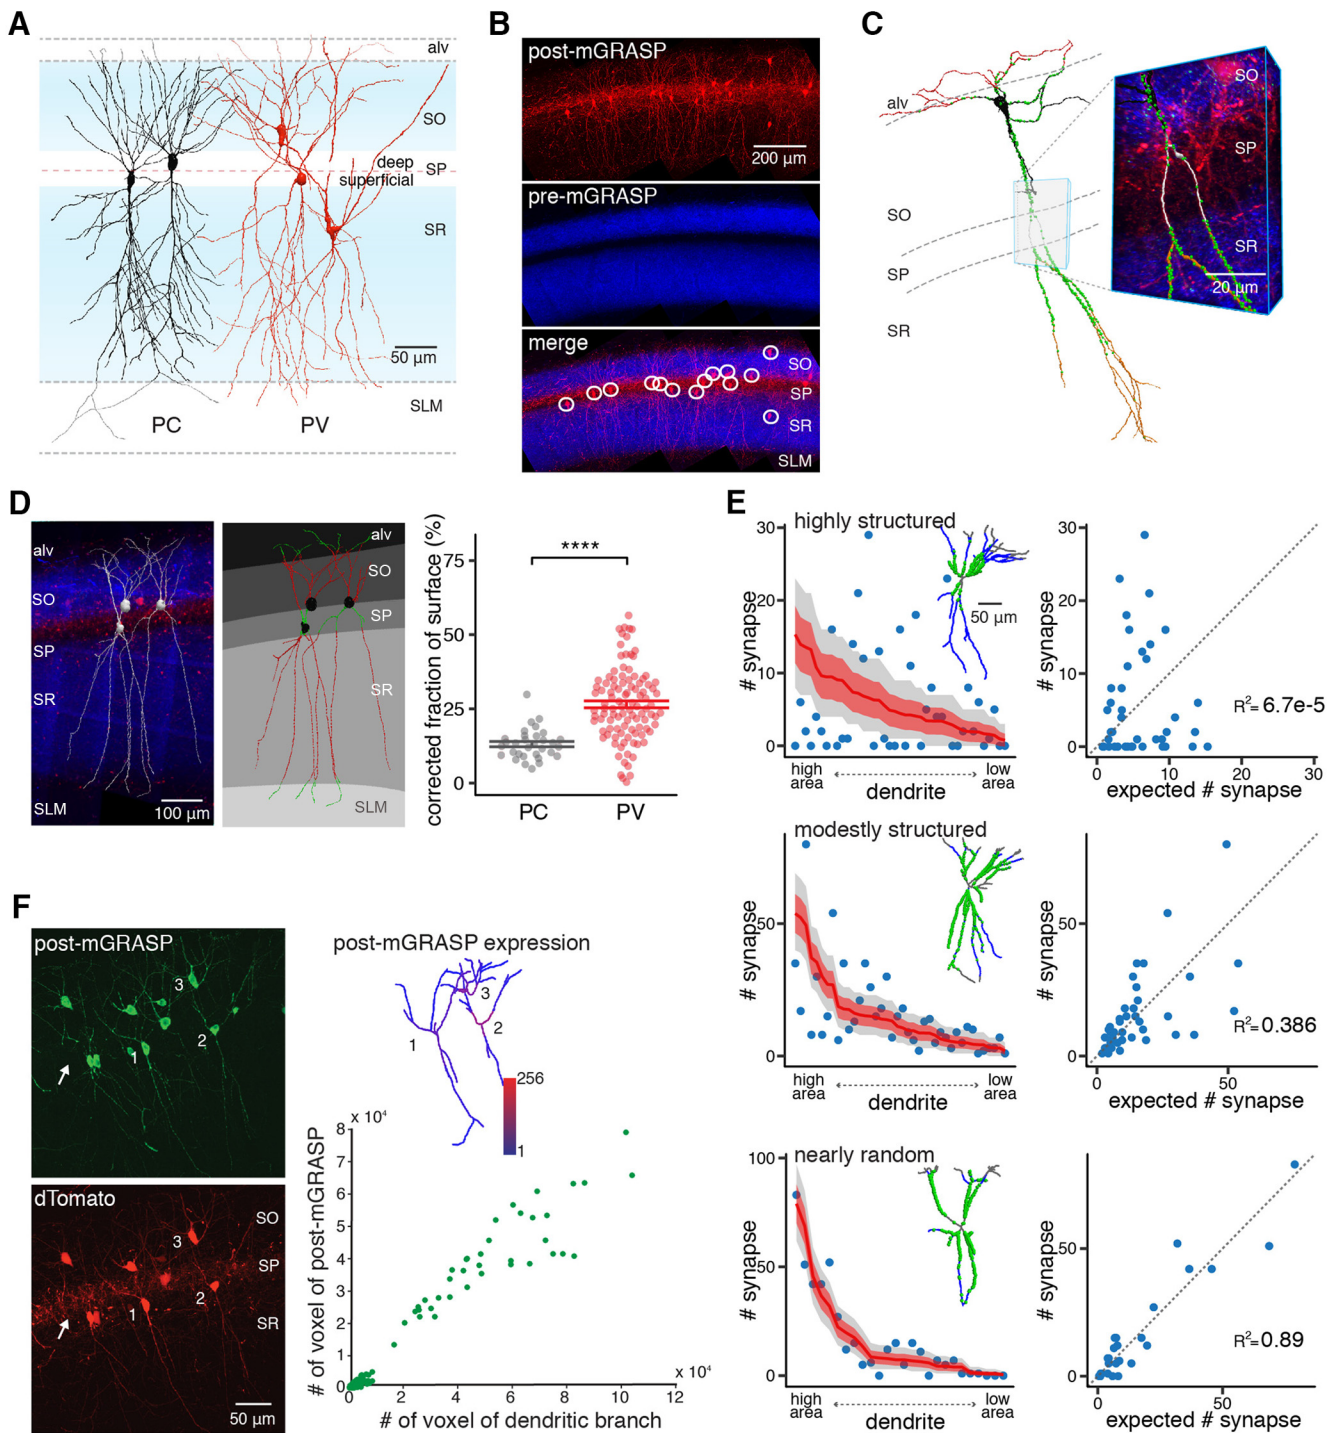 A
alv
SO
deep
SP
superficial
SR
50 µm
SLM
PC
PV
B
post-mGRASP
200 µm
pre-mGRASP
merge
SO
SP
SR
SLM
C
alv
SO
SP
SR
SO
SP
SR
20 µm
D
alv
SO
SP
SR
SLM
100 µm
alv
SO
SP
SR
SLM
corrected fraction of surface (%)
75
50
25
0
****
PC
PV
E
highly structured
# synapse
30
20
10
0
50 µm
high area
low area
dendrite
# synapse
30
20
10
0
R²= 6.7e-5
0
10
20
30
expected # synapse
modestly structured
# synapse
50
0
high area
low area
dendrite
# synapse
50
0
R²=0.386
0
50
expected # synapse
nearly random
# synapse
100
50
0
high area
low area
dendrite
# synapse
50
0
R²=0.89
0
50
expected # synapse
F
post-mGRASP
3
2
1
dTomato
SO
3
SP
2
1
SR
50 µm
post-mGRASP expression
3
2
1
256
1
x 10⁴
# of voxel of post-mGRASP
8
7
6
5
4
3
2
1
0
x 10⁴
0
2
4
6
8
10
12
# of voxel of dendritic branch